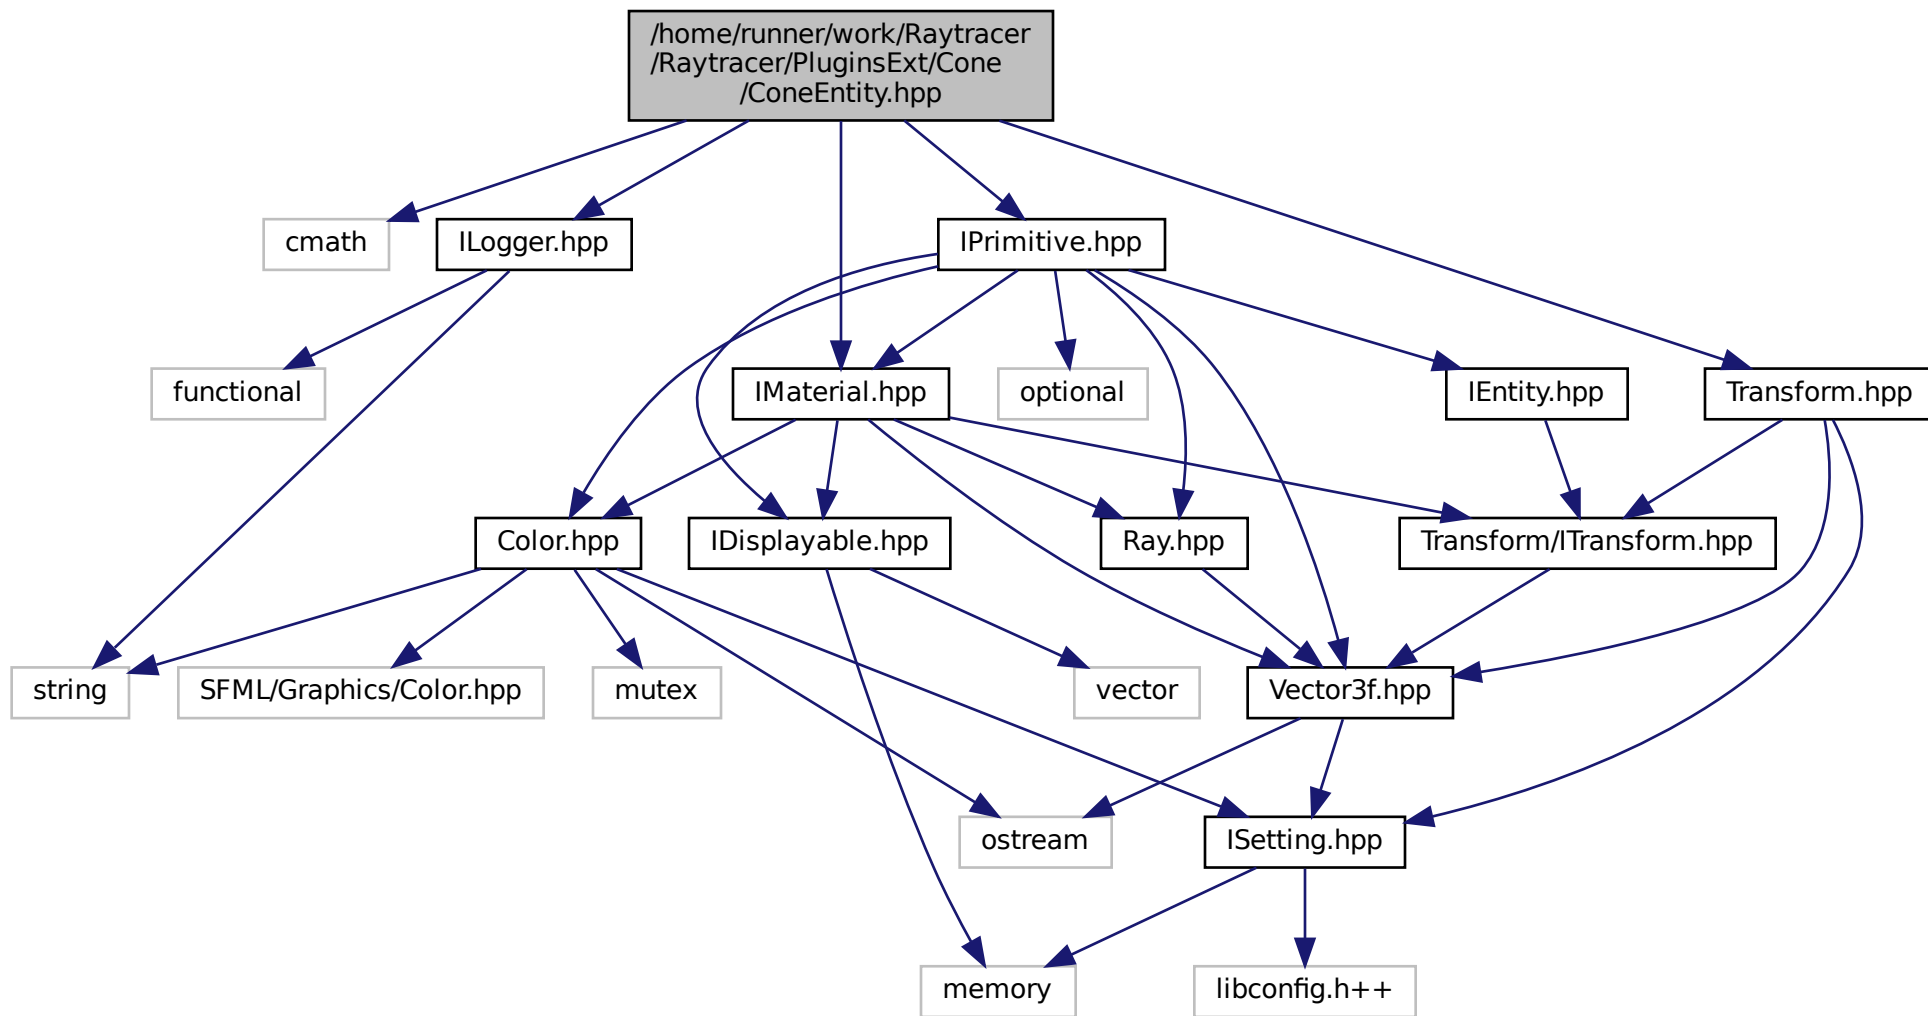 /home/runner/work/Raytracer
/Raytracer/PluginsExt/Cone
/ConeEntity.hpp
cmath
ILogger.hpp
IPrimitive.hpp
functional
IMaterial.hpp
optional
IEntity.hpp
Transform.hpp
Color.hpp
IDisplayable.hpp
Ray.hpp
Transform/ITransform.hpp
string
SFML/Graphics/Color.hpp
mutex
vector
Vector3f.hpp
ostream
ISetting.hpp
memory
libconfig.h++